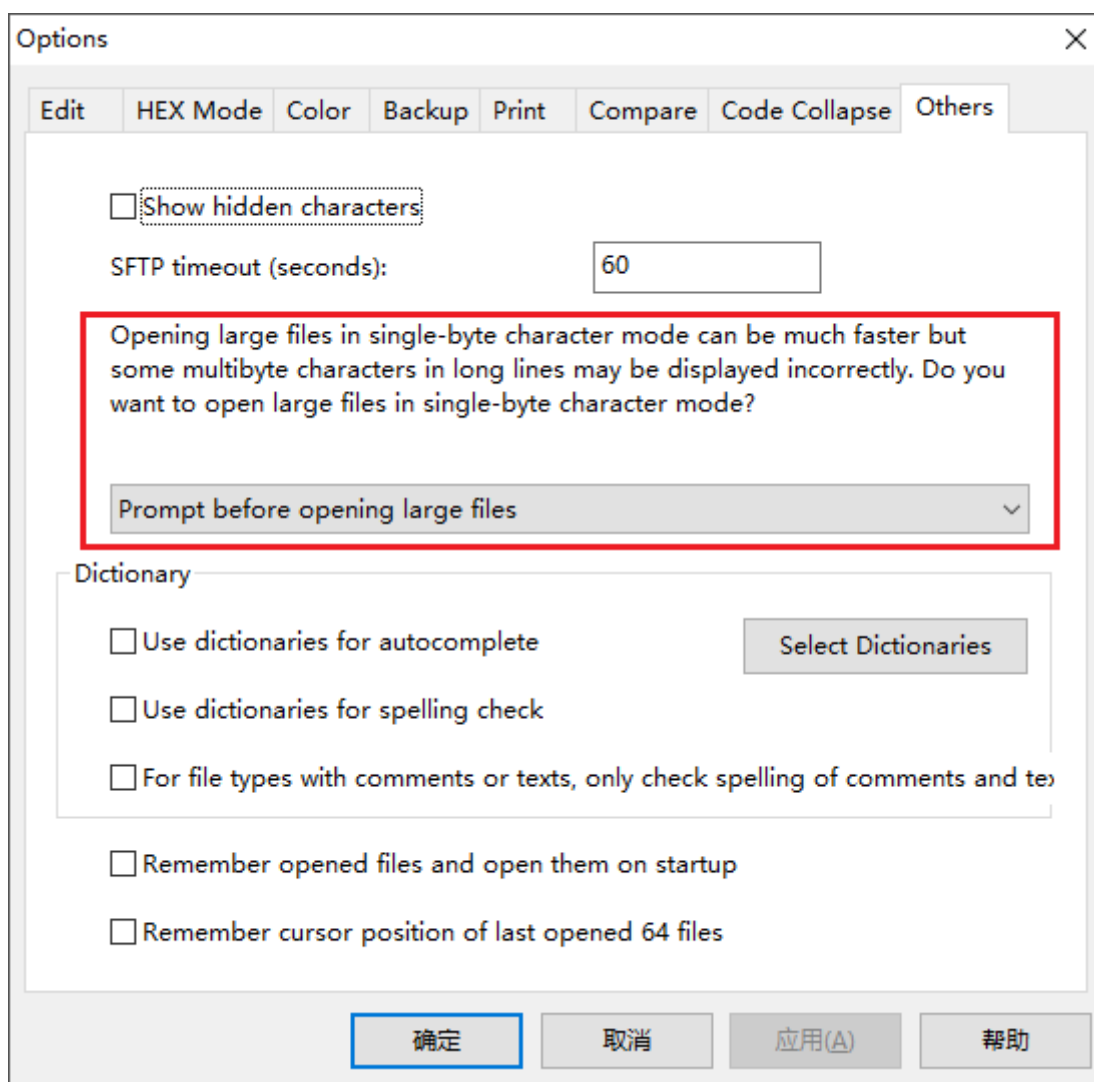 Options
Edit HEX Mode Color Backup Print Compare Code Collapse Others
Show hidden characters
SFTP timeout (seconds): 60
Opening large files in single-byte character mode can be much faster but
some multibyte characters in long lines may be displayed incorrectly. Do you
want to open large files in single-byte character mode?
Prompt before opening large files
Dictionary
Use dictionaries for autocomplete Select Dictionaries
Use dictionaries for spelling check
For file types with comments or texts, only check spelling of comments and tex
Remember opened files and open them on startup
Remember cursor position of last opened 64 files
确定 取消 应用(A) 帮助